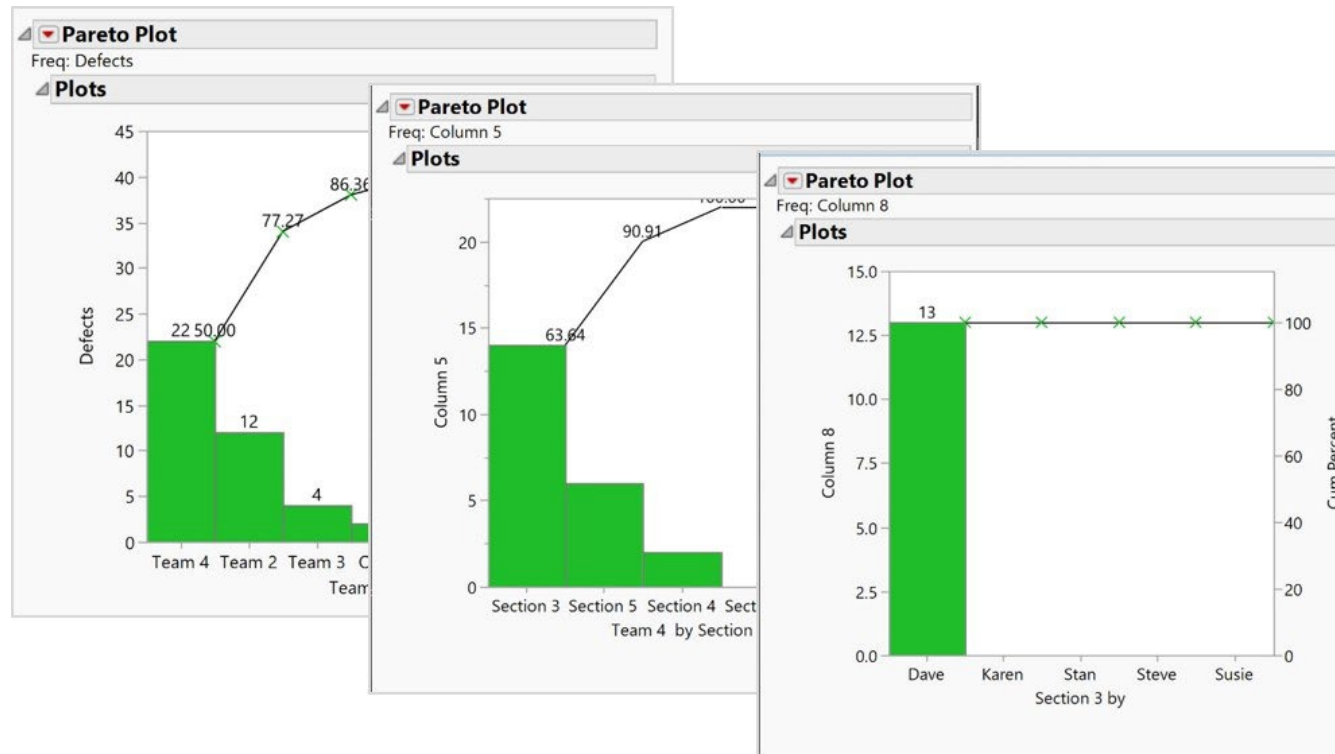 Pareto Plot
Freq: Defects
Plots
45
40
35
30
25
20
15
10
5
0
Defects
22 50.00
77.27
86.36
12
4
Team 4 Team 2 Team 3
Team
Pareto Plot
Freq: Column 5
Plots
20
15
10
5
0
Column 5
63.64
90.91
Section 3 Section 5 Section 4
Team 4 by Section
Pareto Plot
Freq: Column 8
Plots
15.0
12.5
10.0
7.5
5.0
2.5
0.0
Column 8
13
100
80
60
40
20
0
Cum Percent
Dave Karen Stan Steve Susie
Section 3 by